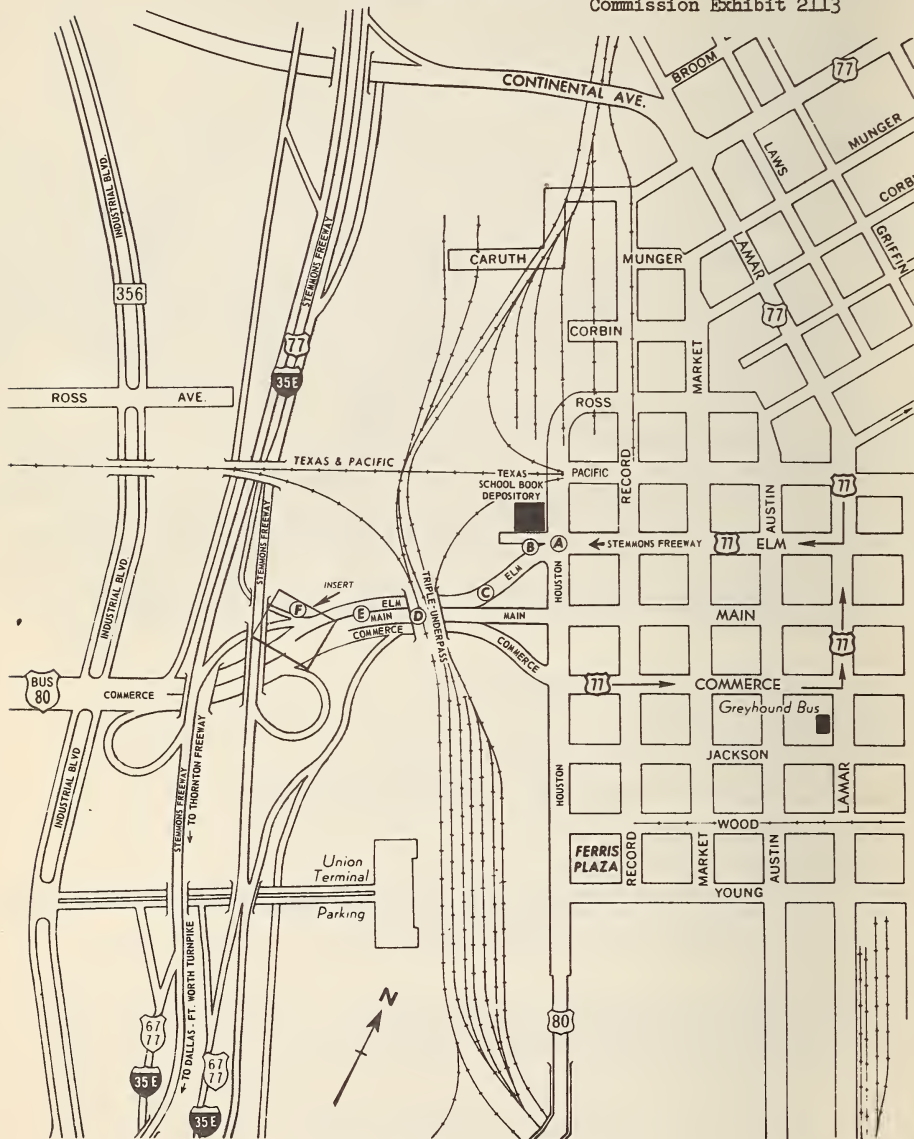 Commission Exhibit 2113
BROOM
77
CONTINENTAL AVE.
MUNGER
LAWS
CORB
INDUSTRIAL BLVD.
STEMMONS FREEWAY
GRIFFIN
CARUTH
MUNGER
LAMAR
356
77
77
CORBIN
35E
MARKET
ROSS AVE.
ROSS
TEXAS & PACIFIC
TEXAS
SCHOOL BOOK
DEPOSITORY
PACIFIC
RECORD
77
AUSTIN
STEMMONS FREEWAY
B
A
STEMMONS FREEWAY
77
ELM
INDUSTRIAL BLVD.
INSERT
TRIPLE UNDERPASS
C
ELM
HOUSTON
F
E
ELM
MAIN
COMMERCE
D
MAIN
MAIN
COMMERCE
77
BUS
80
COMMERCE
77
COMMERCE
Greyhound Bus
JACKSON
INDUSTRIAL BLVD
STEMMONS FREEWAY
TO THORNTON FREEWAY
HOUSTON
LAMAR
WOOD
FERRIS
PLAZA
RECORD
MARKET
AUSTIN
Union
Terminal
YOUNG
Parking
TO DALLAS - FT. WORTH TURNPIKE
N
80
67
77
67
77
35E
35E